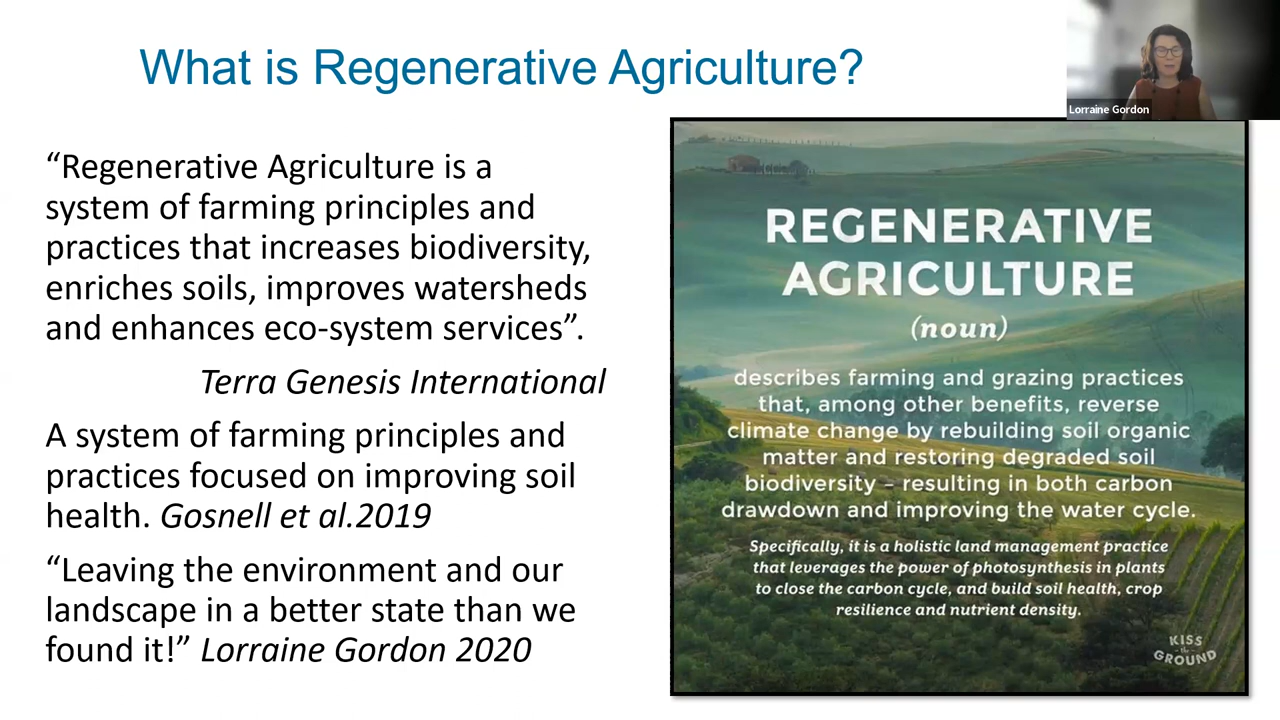 What is Regenerative Agriculture?
Lorraine Gordon
“Regenerative Agriculture is a
system of farming principles and
practices that increases biodiversity,
enriches soils, improves watersheds
and enhances eco-system services”.
Terra Genesis International
A system of farming principles and
practices focused on improving soil
health. Gosnell et al.2019
“Leaving the environment and our
landscape in a better state than we
found it!” Lorraine Gordon 2020
REGENERATIVE
AGRICULTURE
(noun)
describes farming and grazing practices
that, among other benefits, reverse
climate change by rebuilding soil organic
matter and restoring degraded soil
biodiversity – resulting in both carbon
drawdown and improving the water cycle.
Specifically, it is a holistic land management practice
that leverages the power of photosynthesis in plants
to close the carbon cycle, and build soil health, crop
resilience and nutrient density.
KISS
the
GROUND